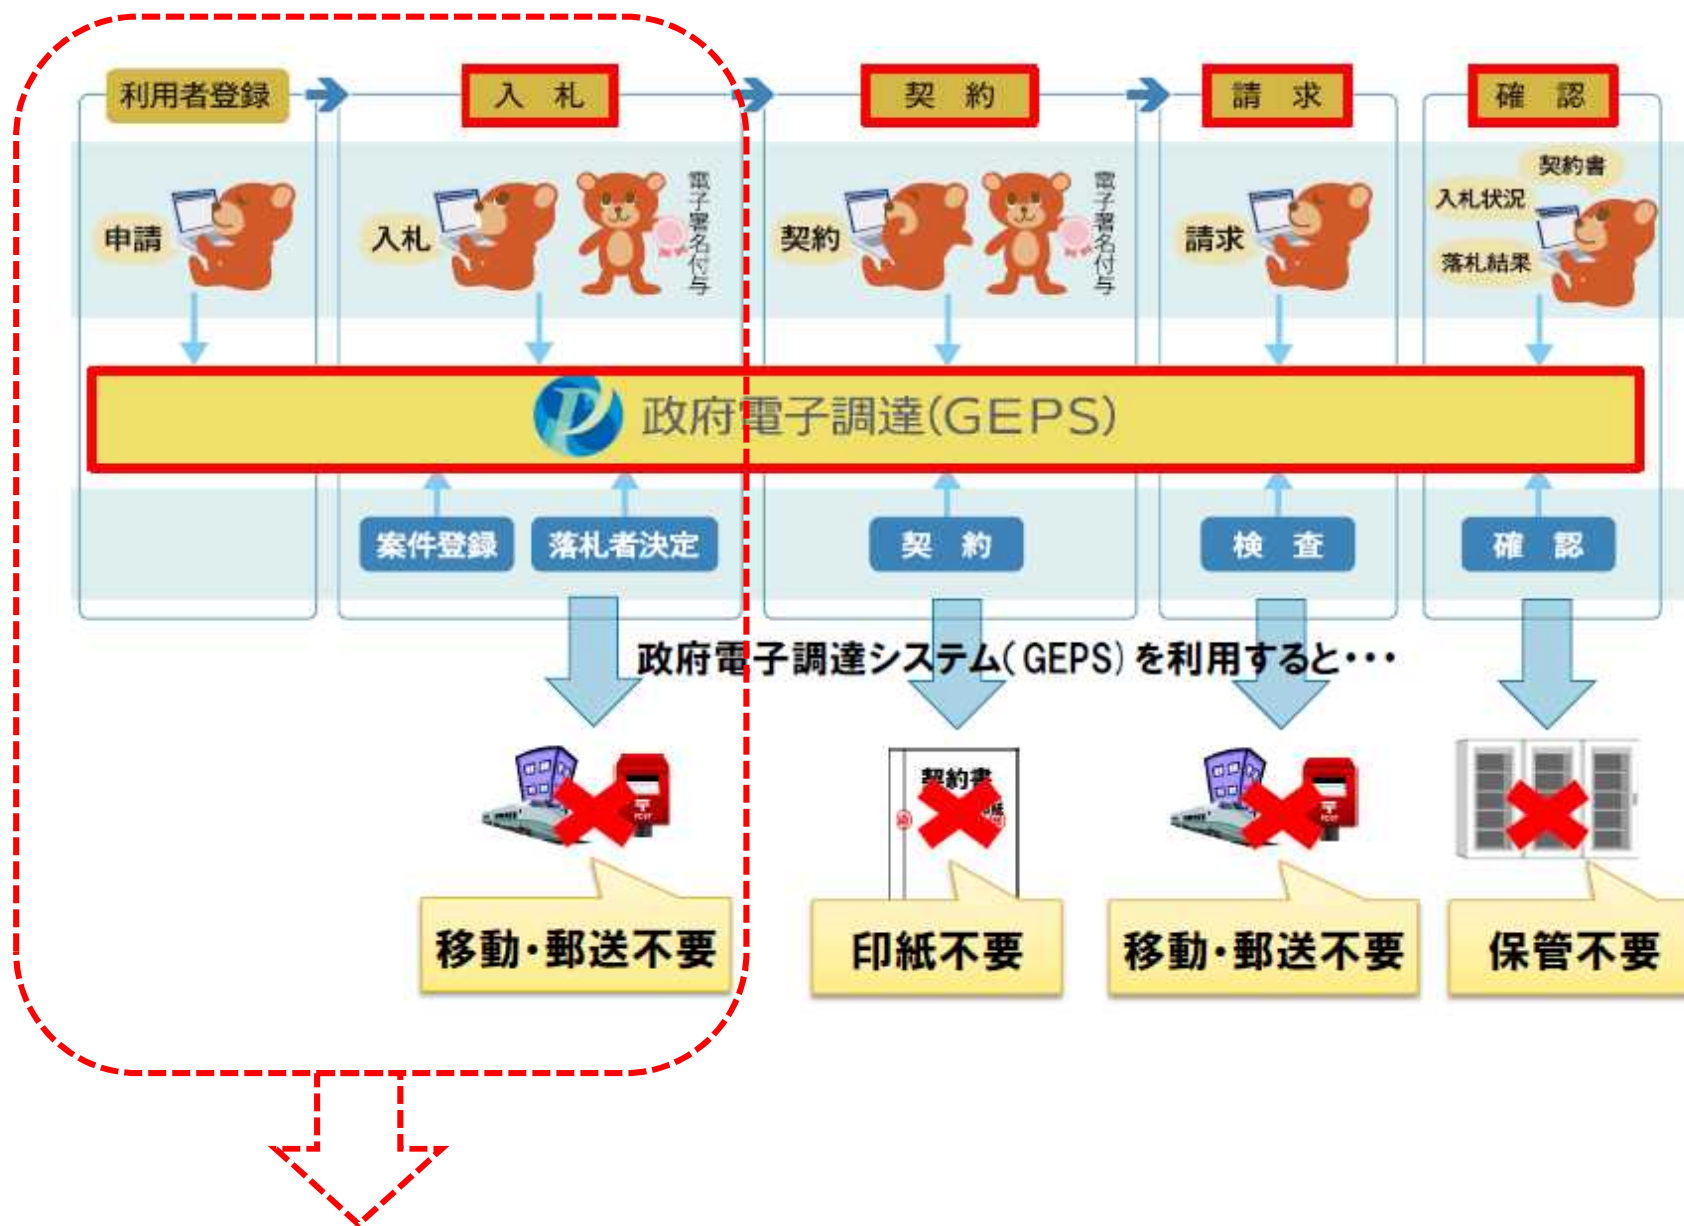 利用者登録
入 札
契 約
請 求
確 認
申請
入札
電子署名付与
契約
電子署名付与
請求
契約書
入札状況
落札結果
政府電子調達(GEPS)
案件登録
落札者決定
契 約
検 査
確 認
政府電子調達システム(GEPS)を利用すると・・・
契約書
移動・郵送不要
印紙不要
移動・郵送不要
保管不要